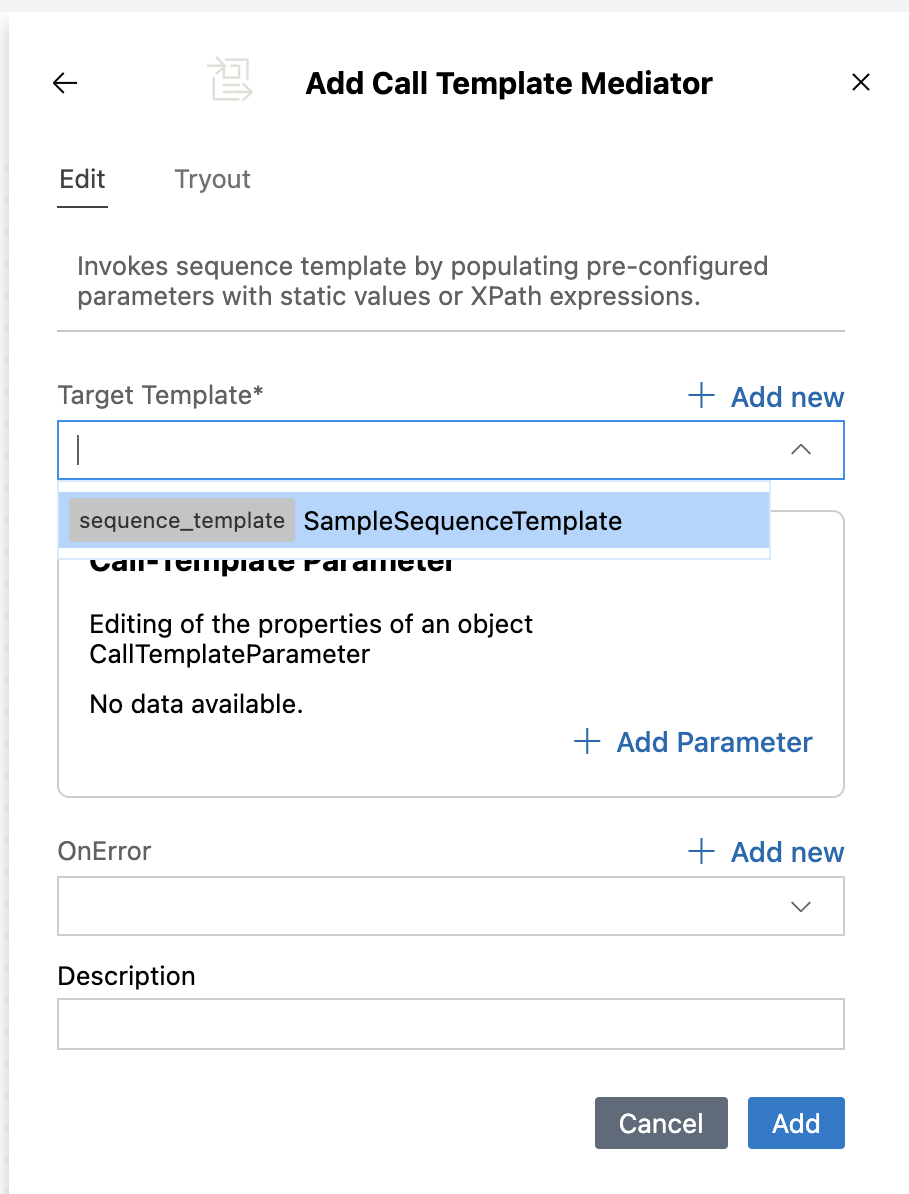 Add Call Template Mediator
Edit Tryout
Invokes sequence template by populating pre-configured
parameters with static values or XPath expressions.
Target Template* + Add new
sequence_template SampleSequenceTemplate
Call-Template Parameter
Editing of the properties of an object
CallTemplateParameter
No data available.
+ Add Parameter
OnError + Add new
Description
Cancel Add